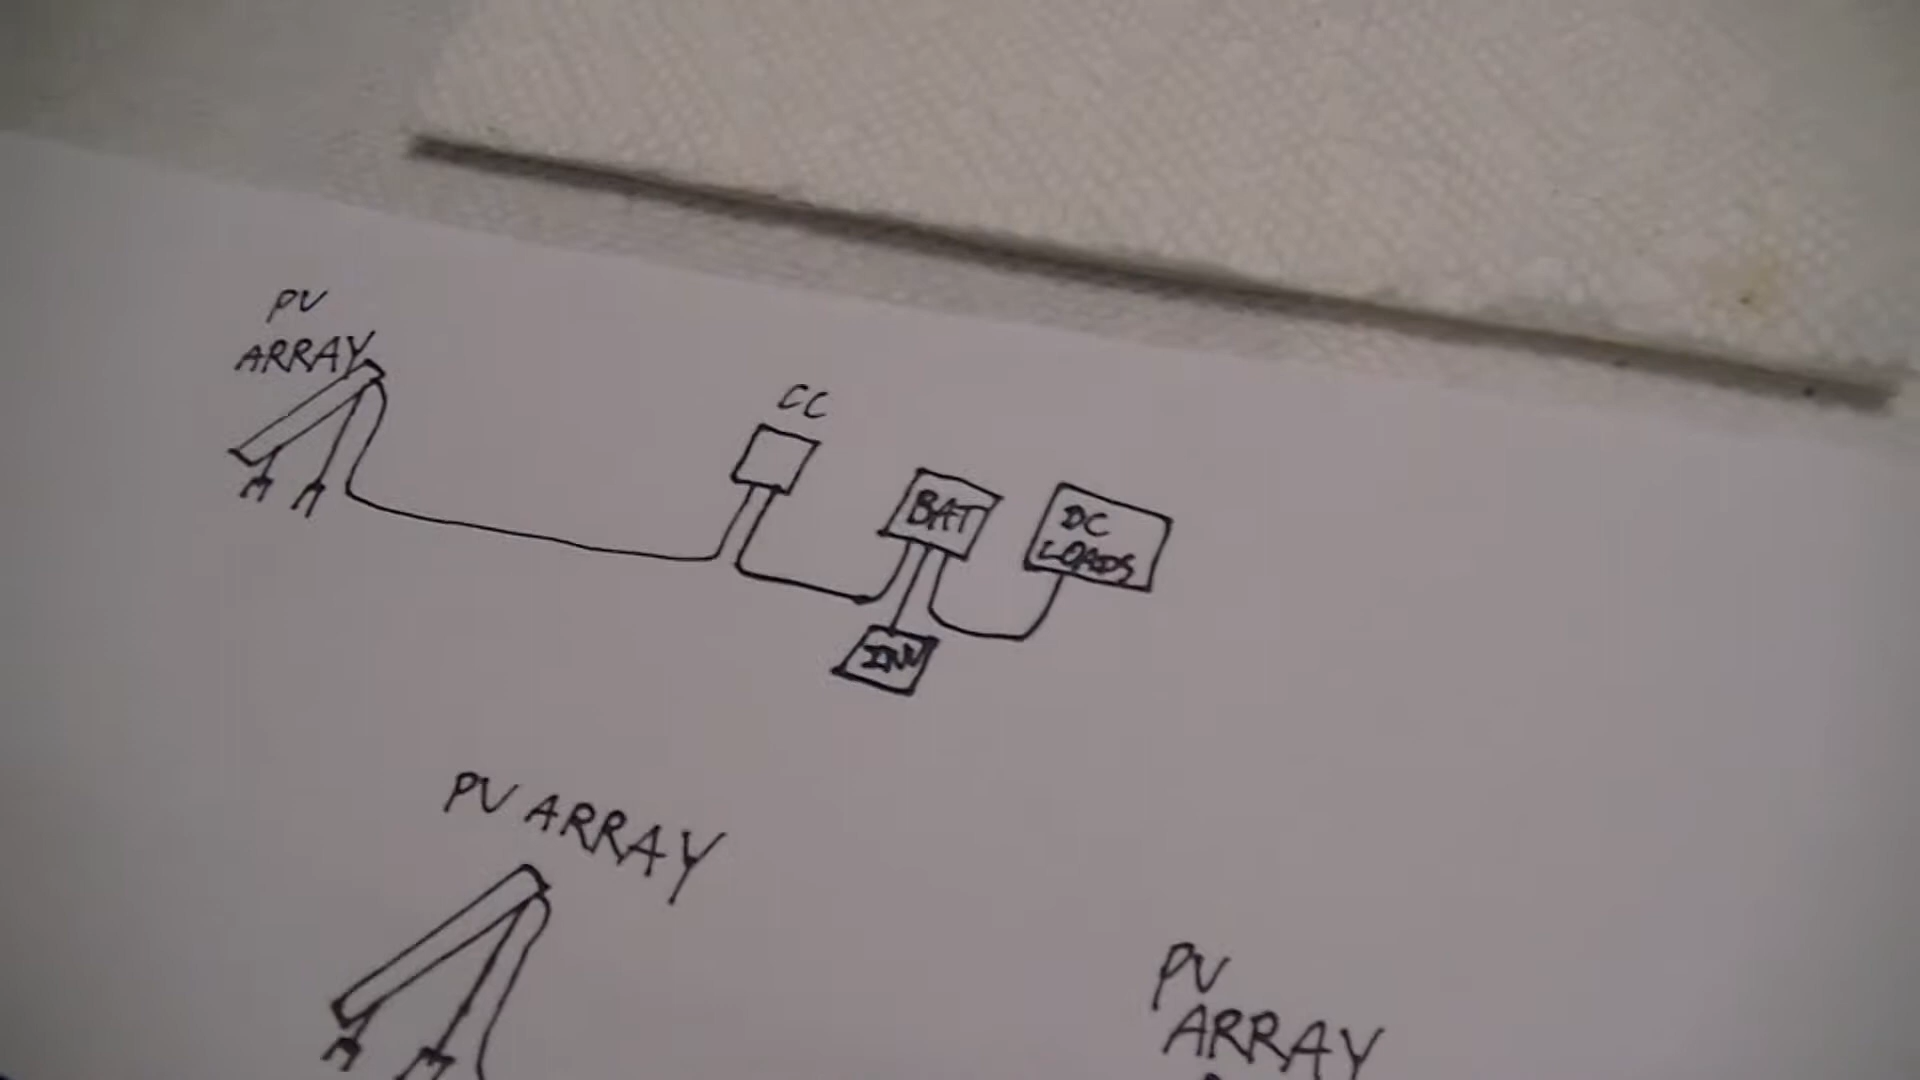 PV
ARRAY
CC
BAT
DC
LOADS
INV
PV ARRAY
PV
ARRAY